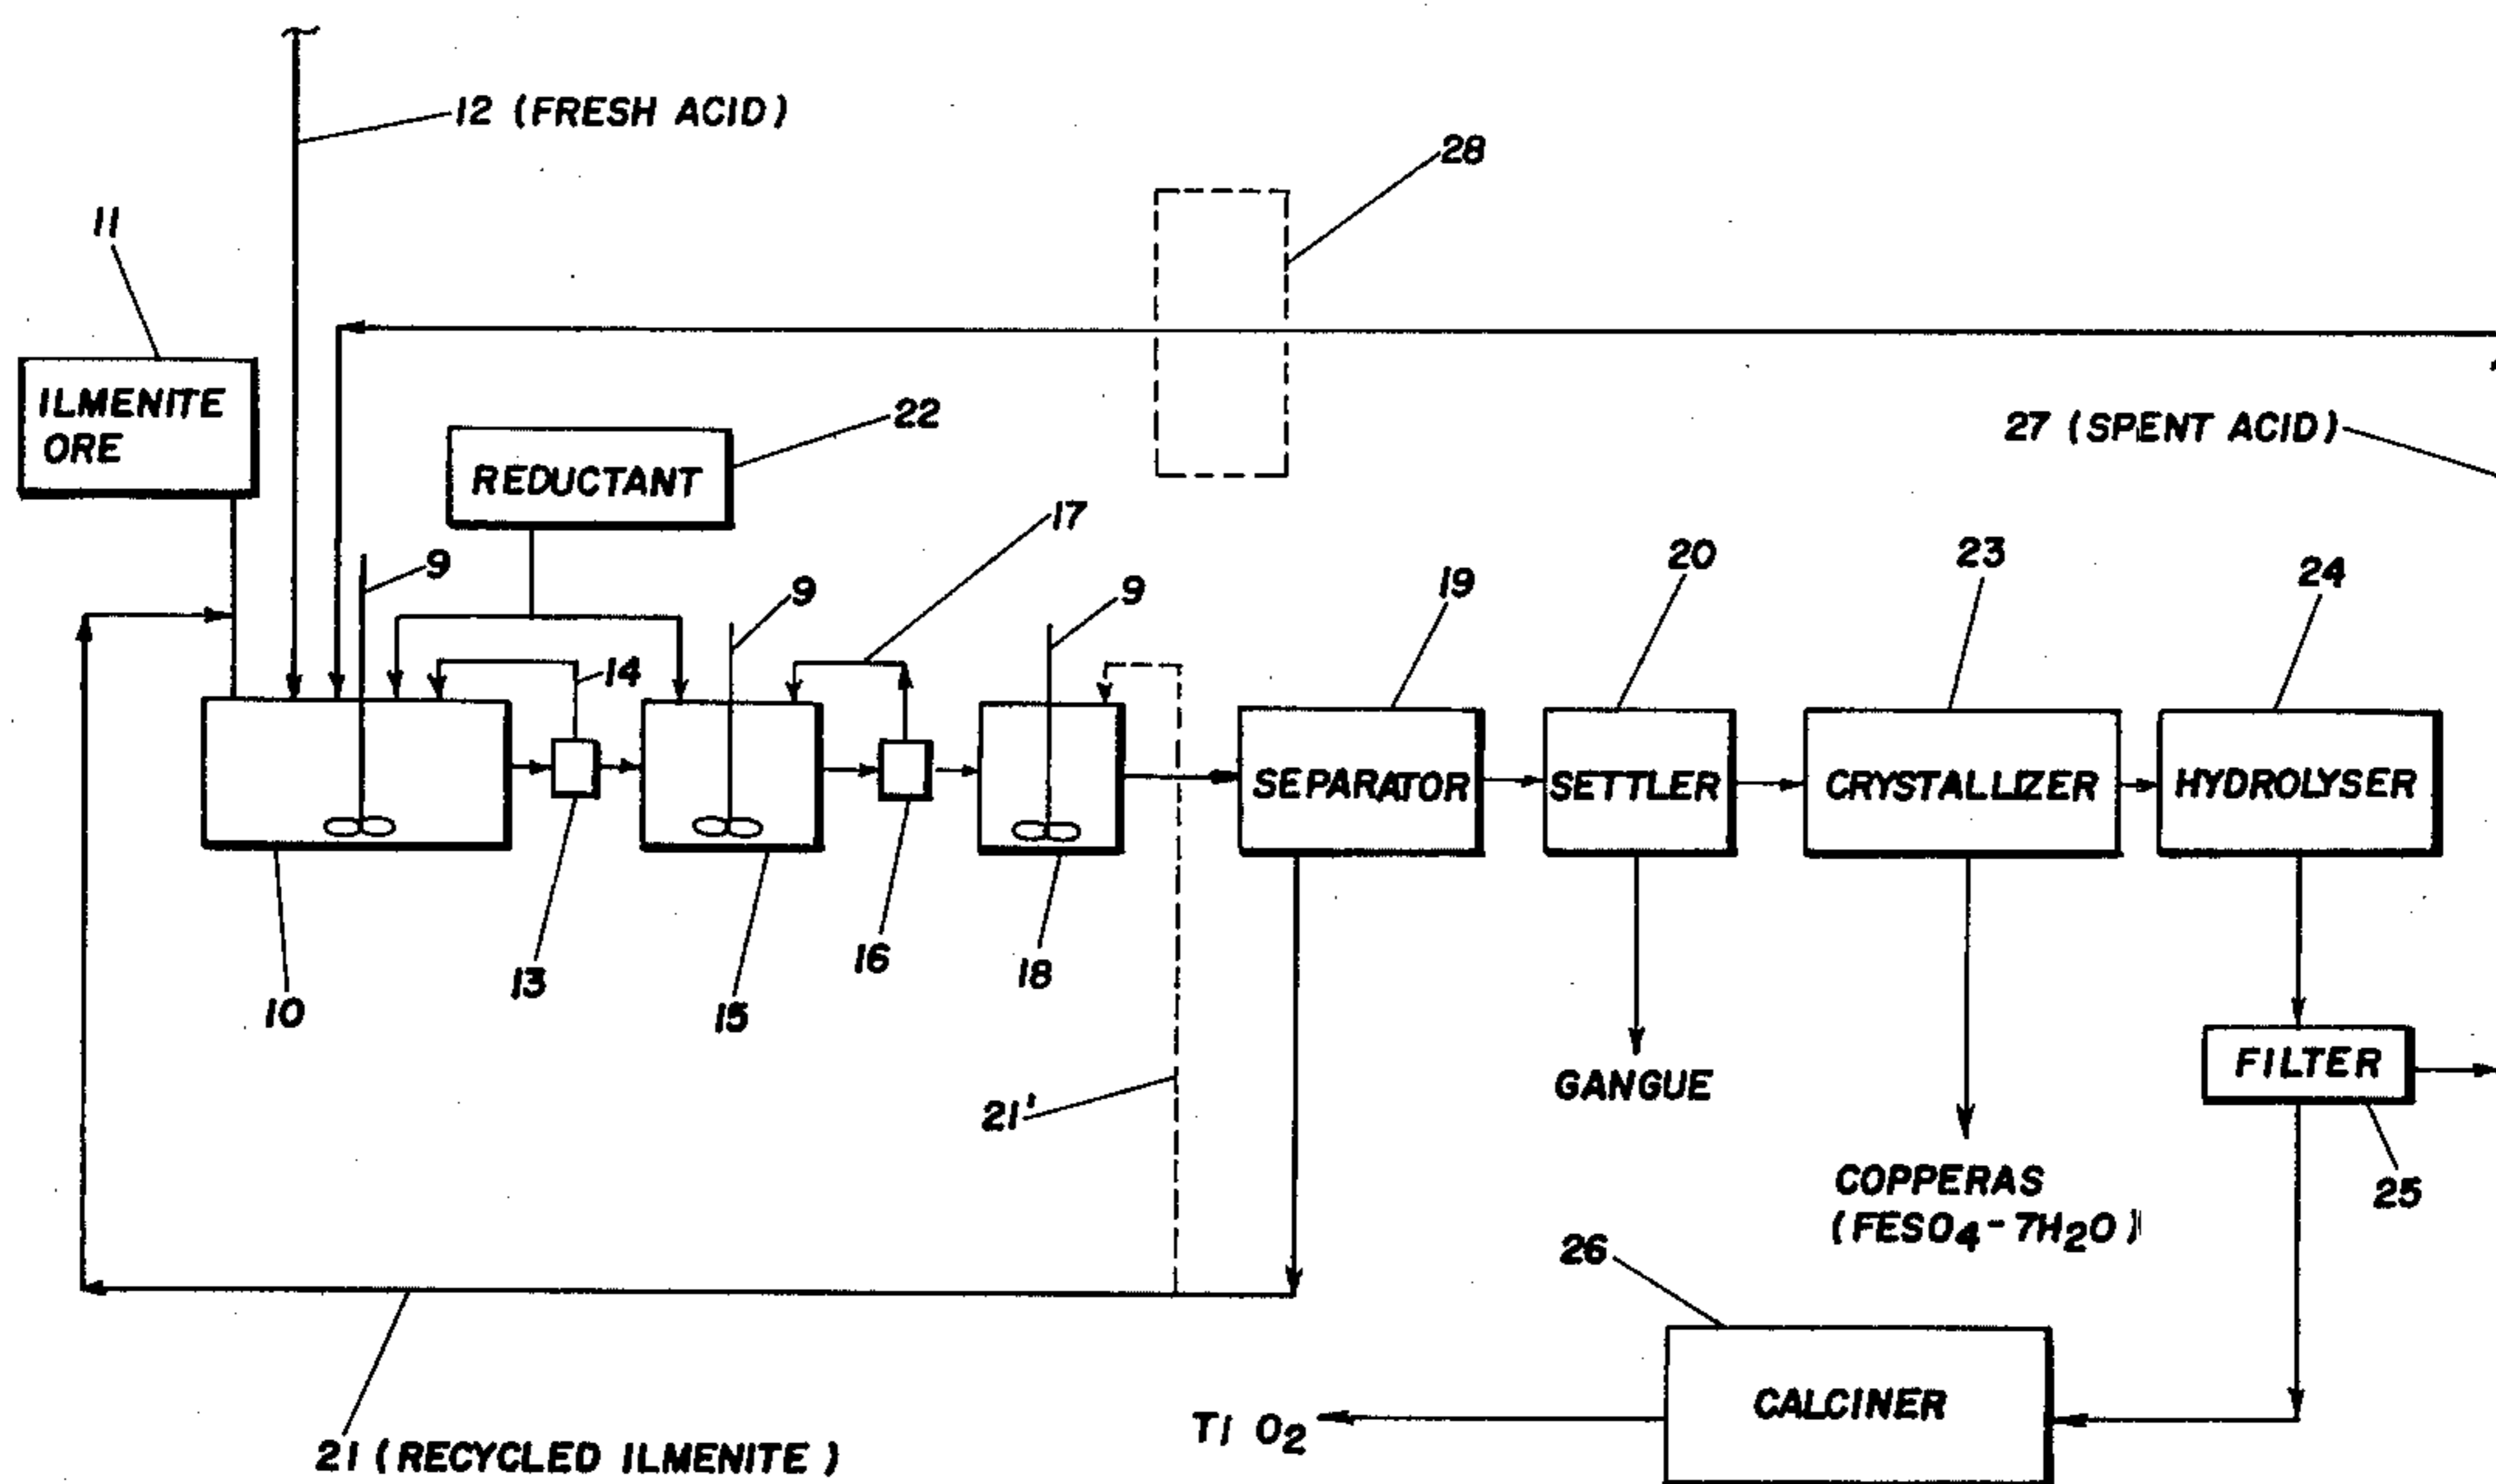 12 (FRESH ACID)
28
11
ILMENITE
ORE
22
27 (SPENT ACID)
REDUCTANT
17
9
9
9
19
20
23
24
14
SEPARATOR
SETTLER
CRYSTALLIZER
HYDROLYSER
13
16
18
10
15
FILTER
GANGUE
21'
COPPERAS
(FESO4-7H2O)
25
26
CALCINER
TI O2
21 (RECYCLED ILMENITE)